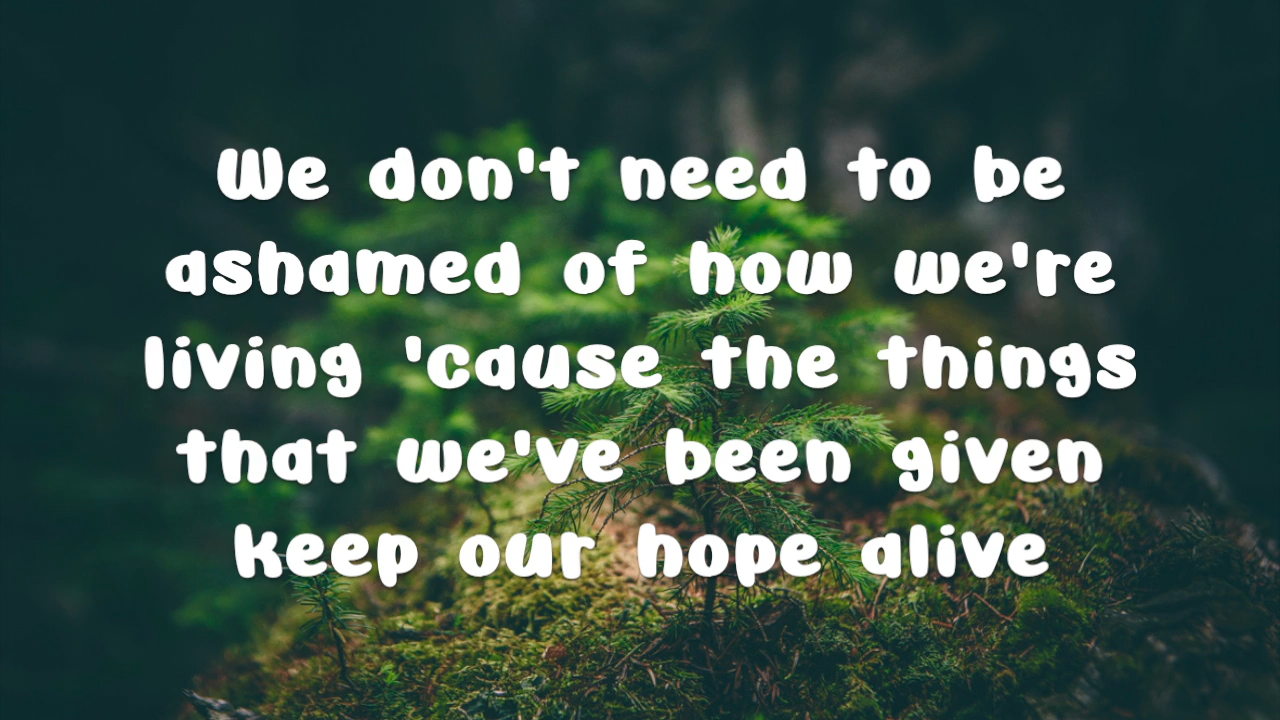 We don't need to be
ashamed of how we're
living 'cause the things
that we've been given
keep our hope alive